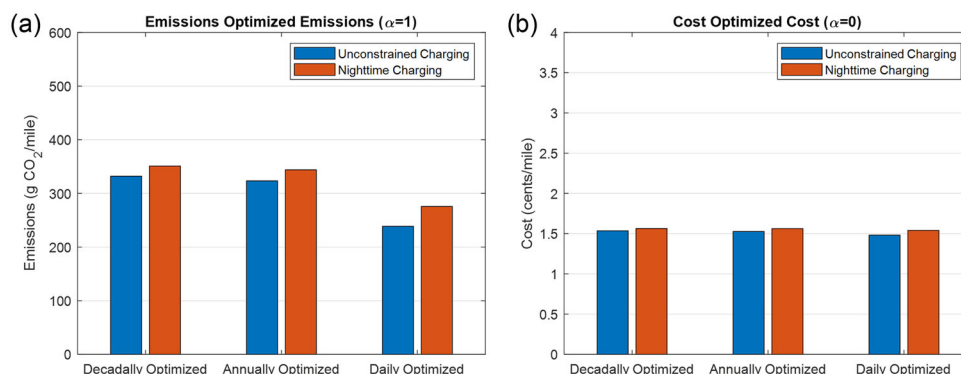 (a)
Emissions Optimized Emissions (α=1)
600
500
400
300
200
100
0
Emissions (g CO2/mile)
Unconstrained Charging
Nighttime Charging
Decadally Optimized
Annually Optimized
Daily Optimized
(b)
Cost Optimized Cost (α=0)
4
3.5
3
2.5
2
1.5
1
0.5
0
Cost (cents/mile)
Unconstrained Charging
Nighttime Charging
Decadally Optimized
Annually Optimized
Daily Optimized